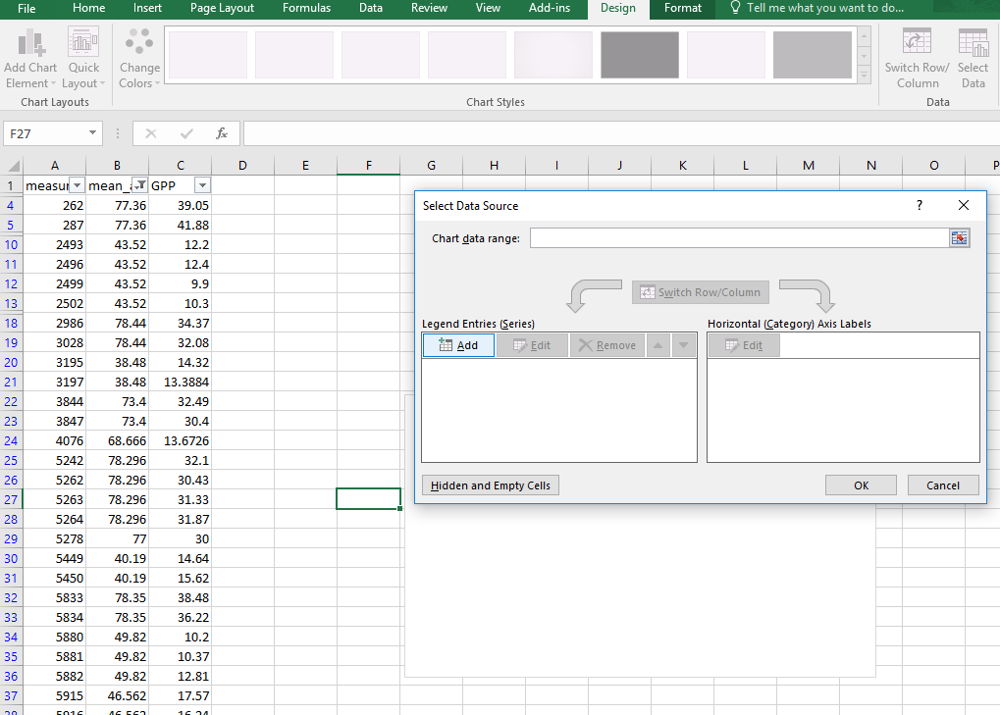 File Home Insert Page Layout Formulas Data Review View Add-ins Design Format Tell me what you want to do...
Add Chart Element
Quick Layout
Change Colors
Switch Row/ Column
Select Data
Chart Layouts Chart Styles Data
F27 fx
A B C D E F G H I J K L M N O P
1 measur mean_a GPP
4 262 77.36 39.05
5 287 77.36 41.88
10 2493 43.52 12.2
11 2496 43.52 12.4
12 2499 43.52 9.9
13 2502 43.52 10.3
18 2986 78.44 34.37
19 3028 78.44 32.08
20 3195 38.48 14.32
21 3197 38.48 13.3884
22 3844 73.4 32.49
23 3847 73.4 30.4
24 4076 68.666 13.6726
25 5242 78.296 32.1
26 5262 78.296 30.43
27 5263 78.296 31.33
28 5264 78.296 31.87
29 5278 77 30
30 5449 40.19 14.64
31 5450 40.19 15.62
32 5833 78.35 38.48
33 5834 78.35 36.22
34 5880 49.82 10.2
35 5881 49.82 10.37
36 5882 49.82 12.81
37 5915 46.562 17.57
38 5916 46.562 16.24
Select Data Source ?
Chart data range:
Switch Row/Column
Legend Entries (Series)
Add Edit Remove
Horizontal (Category) Axis Labels
Edit
Hidden and Empty Cells OK Cancel